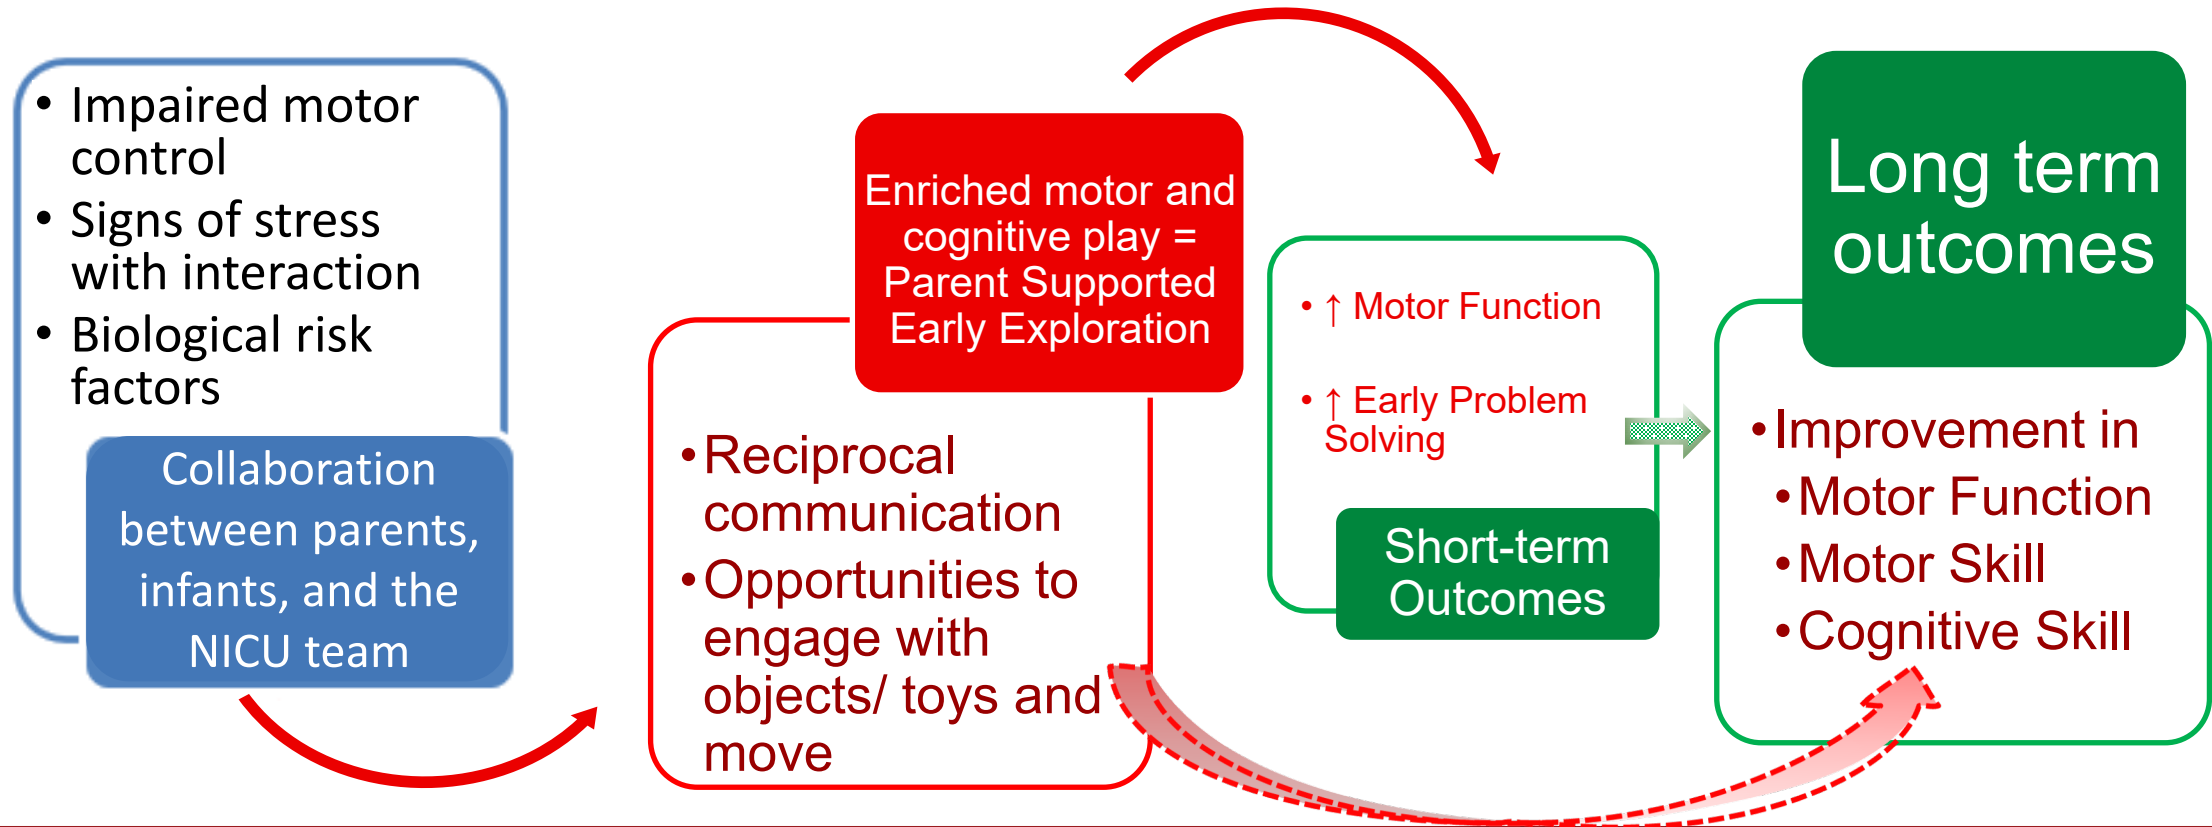 • Impaired motor
control
• Signs of stress
with interaction
• Biological risk
factors
Collaboration
between parents,
infants, and the
NICU team
Enriched motor and
cognitive play =
Parent Supported
Early Exploration
• Reciprocal
communication
• Opportunities to
engage with
objects/ toys and
move
• ↑ Motor Function
• ↑ Early Problem
Solving
Short-term
Outcomes
Long term
outcomes
• Improvement in
• Motor Function
• Motor Skill
• Cognitive Skill